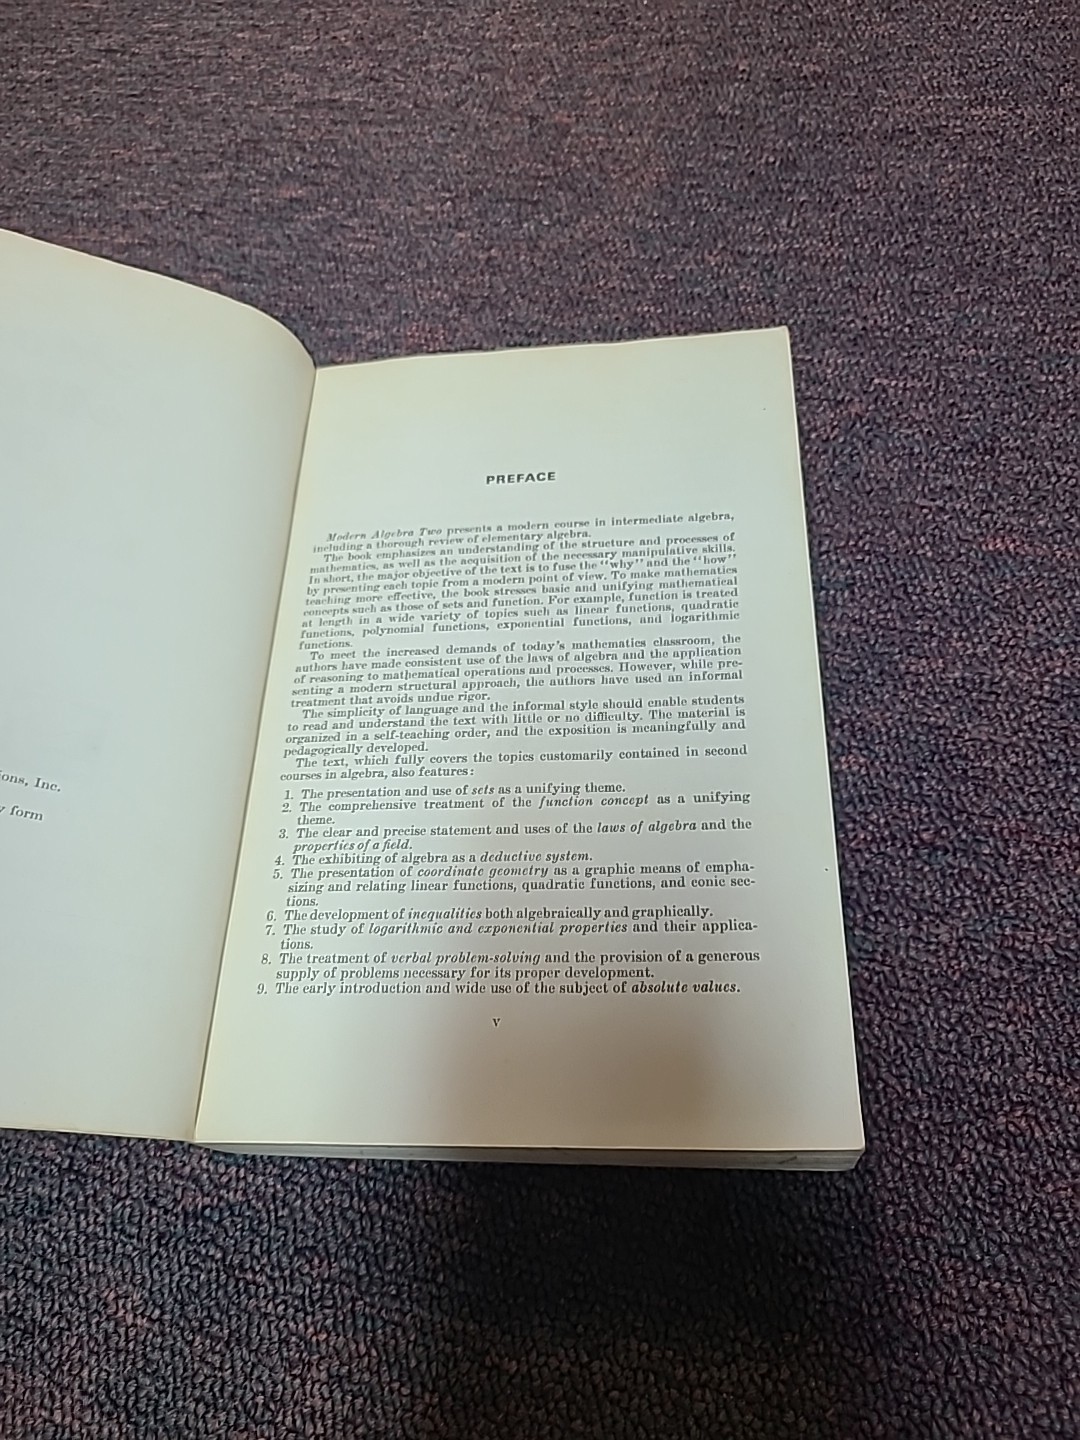 ions, Inc.
form
PREFACE
Modern Algebra Two presents a modern course in intermediate algebra,
including a thorough review of elementary algebra.
The book emphasizes an understanding of the structure and processes of
mathematics, as well as the acquisition of the necessary manipulative skills.
In short, the major objective of the text is to fuse the "why" and the "how"
by presenting each topic from a modern point of view. To make mathematics
teaching more effective, the book stresses basic and unifying mathematical
concepts such as those of sets and function. For example, function is treated
at length in a wide variety of topics such as linear functions, quadratic
functions, polynomial functions, exponential functions, and logarithmic
functions.
To meet the increased demands of today's mathematics classroom, the
authors have made consistent use of the laws of algebra and the application
of reasoning to mathematical operations and processes. However, while pre-
senting a modern structural approach, the authors have used an informal
treatment that avoids undue rigor.
The simplicity of language and the informal style should enable students
to read and understand the text with little or no difficulty. The material is
organized in a self-teaching order, and the exposition is meaningfully and
pedagogically developed.
The text, which fully covers the topics customarily contained in second
courses in algebra, also features:
1. The presentation and use of sets as a unifying theme.
2. The comprehensive treatment of the function concept as a unifying
theme.
3. The clear and precise statement and uses of the laws of algebra and the
properties of a field.
4. The exhibiting of algebra as a deductive system.
5. The presentation of coordinate geometry as a graphic means of empha-
sizing and relating linear functions, quadratic functions, and conic sec-
tions.
6. The development of inequalities both algebraically and graphically.
7. The study of logarithmic and exponential properties and their applica-
tions.
8. The treatment of verbal problem-solving and the provision of a generous
supply of problems necessary for its proper development.
9. The early introduction and wide use of the subject of absolute values.
v